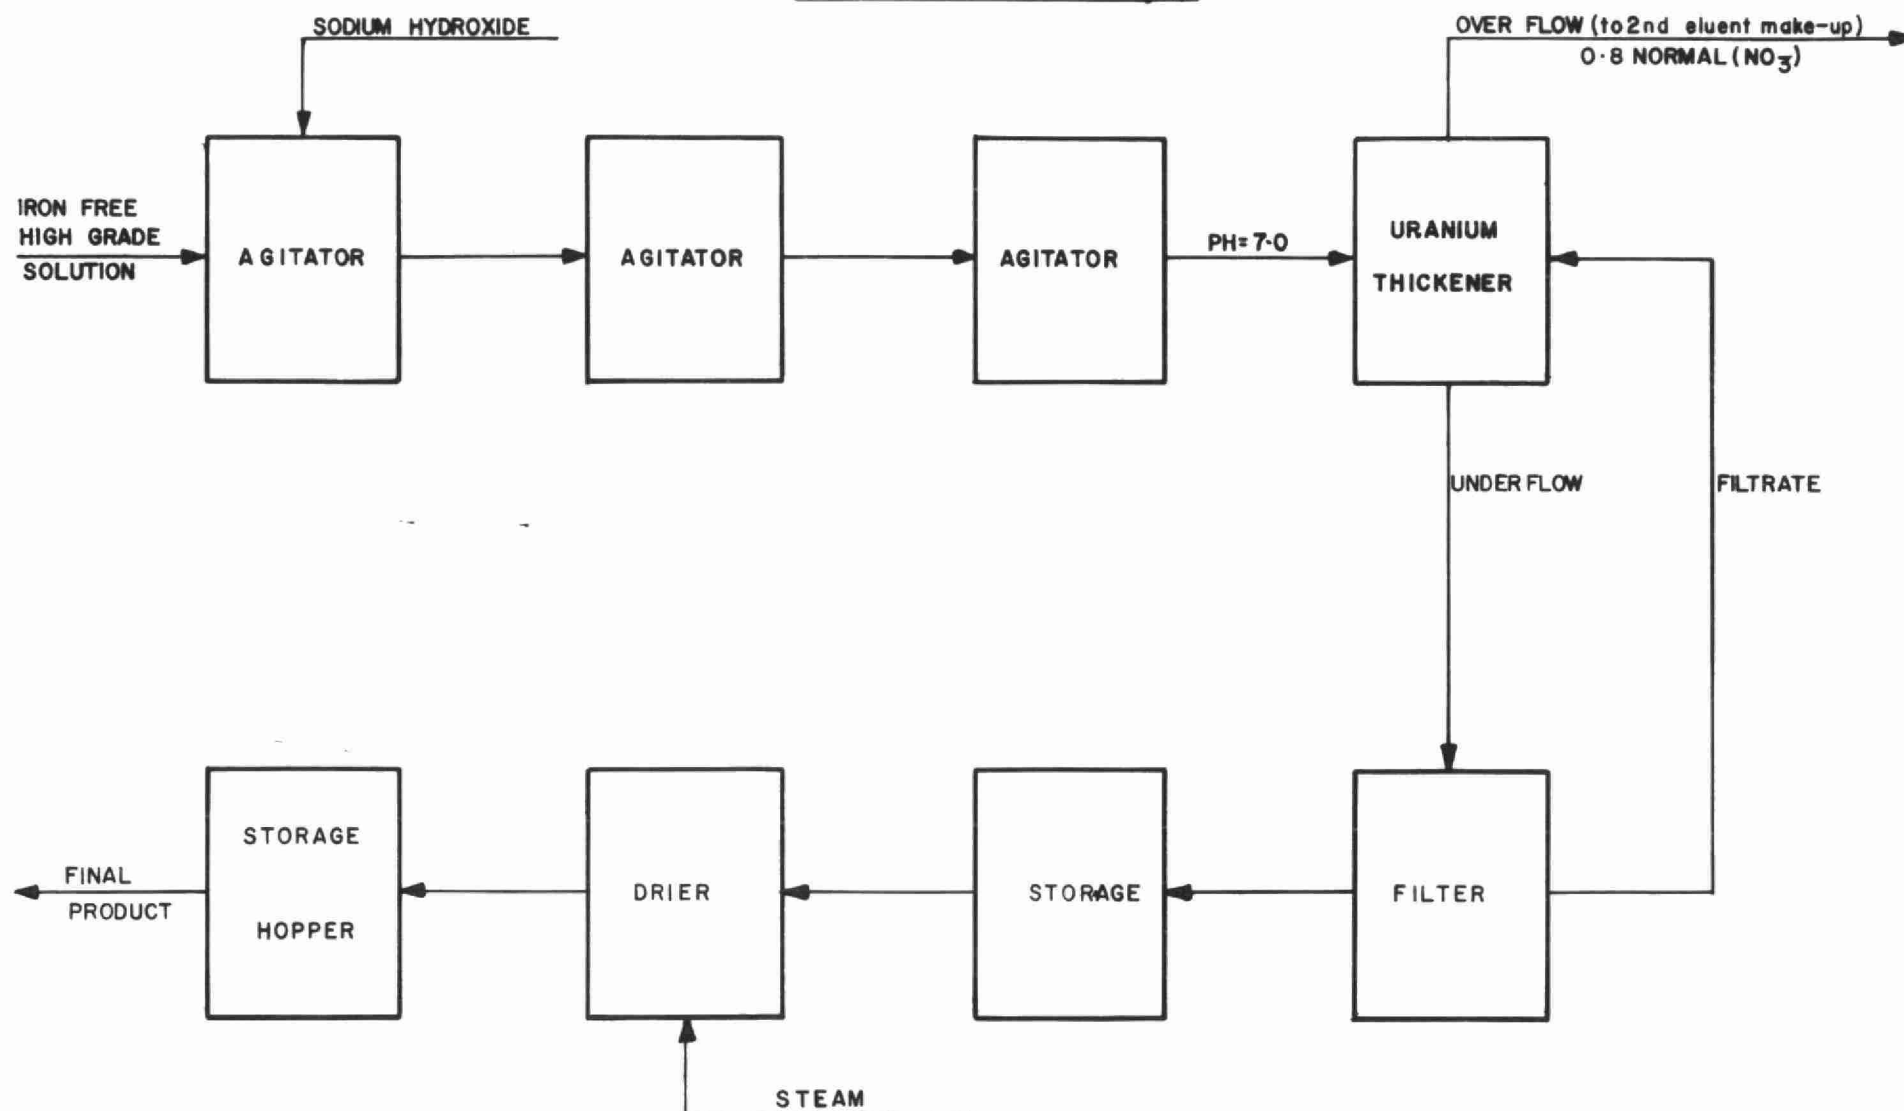 SODIUM HYDROXIDE
OVER FLOW (to 2nd eluent make-up)
0·8 NORMAL (NO3)
IRON FREE
HIGH GRADE
SOLUTION
AGITATOR
AGITATOR
AGITATOR
PH=7·0
URANIUM
THICKENER
UNDER FLOW
FILTRATE
FINAL
PRODUCT
STORAGE
HOPPER
DRIER
STORAGE
FILTER
STEAM